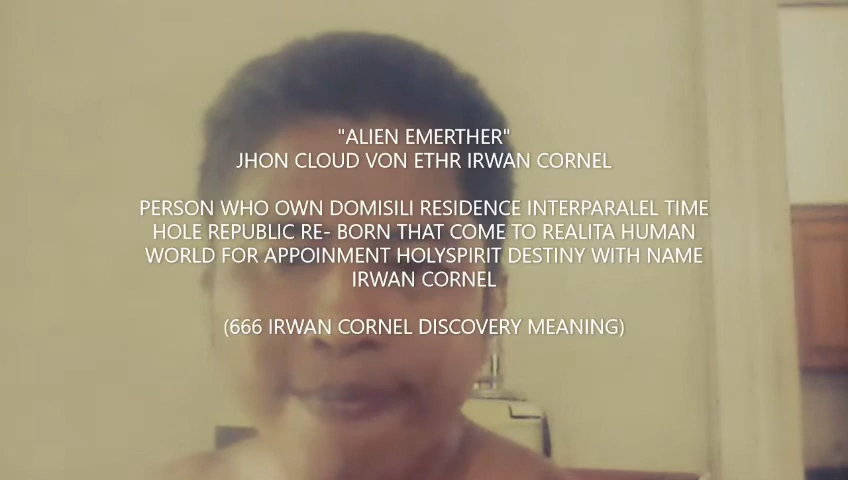 "ALIEN EMERTHER"
JHON CLOUD VON ETHR IRWAN CORNEL
PERSON WHO OWN DOMISILI RESIDENCE INTERPARALEL TIME
HOLE REPUBLIC RE- BORN THAT COME TO REALITA HUMAN
WORLD FOR APPOINMENT HOLYSPIRIT DESTINY WITH NAME
IRWAN CORNEL
(666 IRWAN CORNEL DISCOVERY MEANING)